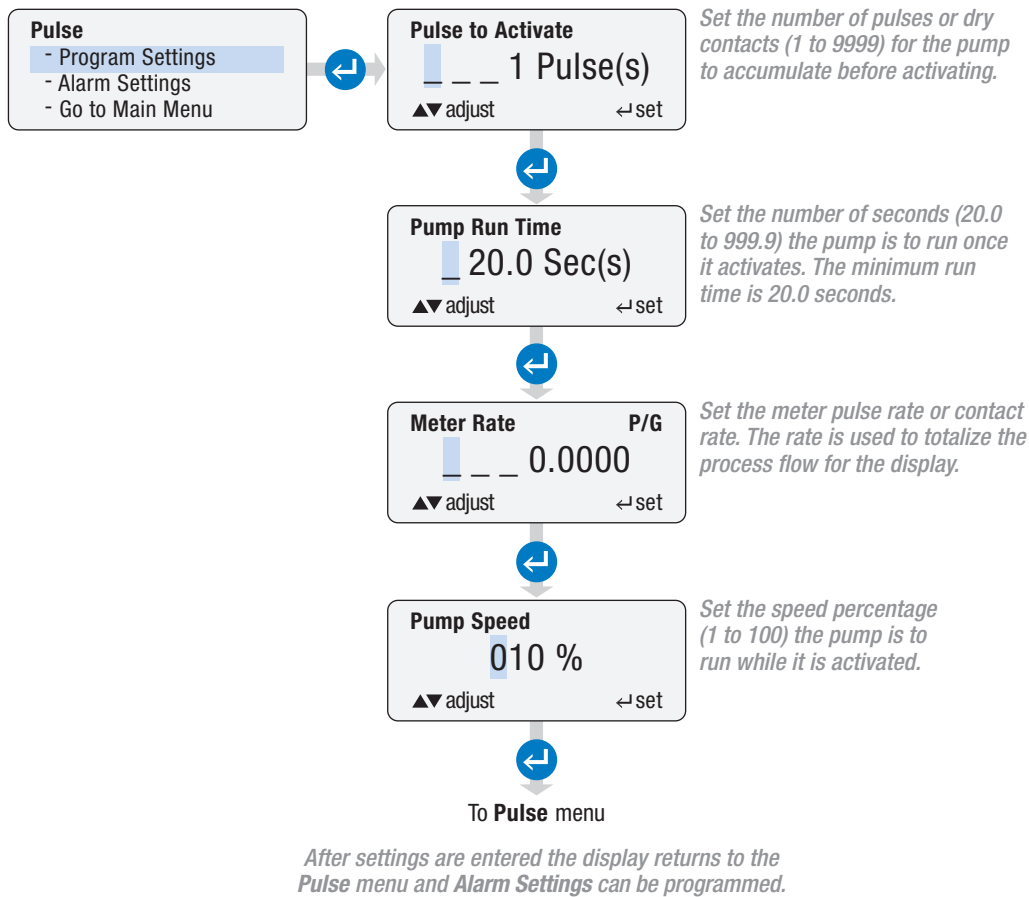 Pulse
- Program Settings
- Alarm Settings
- Go to Main Menu
Pulse to Activate
_ _ _ 1 Pulse(s)
▲▼ adjust ↵ set
Set the number of pulses or dry
contacts (1 to 9999) for the pump
to accumulate before activating.
Pump Run Time
_ 20.0 Sec(s)
▲▼ adjust ↵ set
Set the number of seconds (20.0
to 999.9) the pump is to run once
it activates. The minimum run
time is 20.0 seconds.
Meter Rate P/G
_ _ _ 0.0000
▲▼ adjust ↵ set
Set the meter pulse rate or contact
rate. The rate is used to totalize the
process flow for the display.
Pump Speed
010 %
▲▼ adjust ↵ set
Set the speed percentage
(1 to 100) the pump is to
run while it is activated.
To Pulse menu
After settings are entered the display returns to the
Pulse menu and Alarm Settings can be programmed.